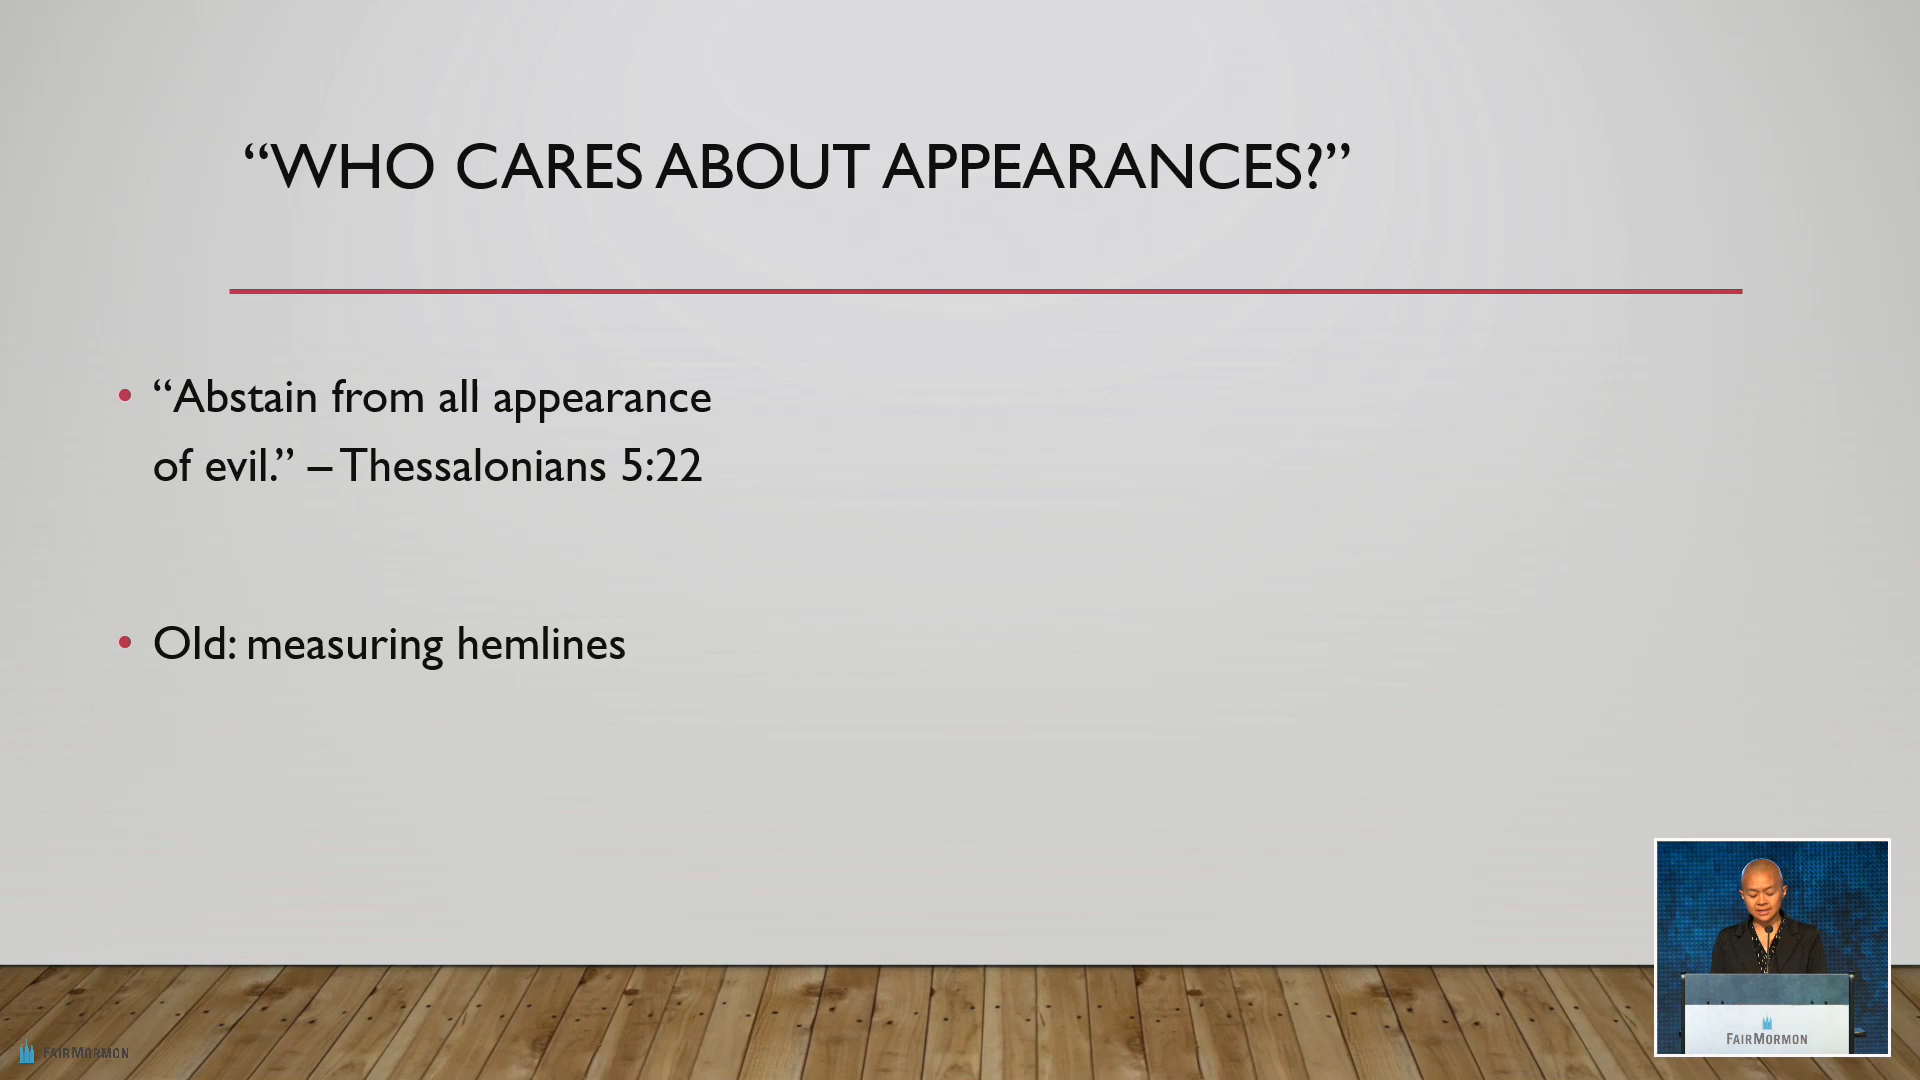 “WHO CARES ABOUT APPEARANCES?”
• “Abstain from all appearance
of evil.” – Thessalonians 5:22
• Old: measuring hemlines
FAIRMORMON
FAIRMORMON